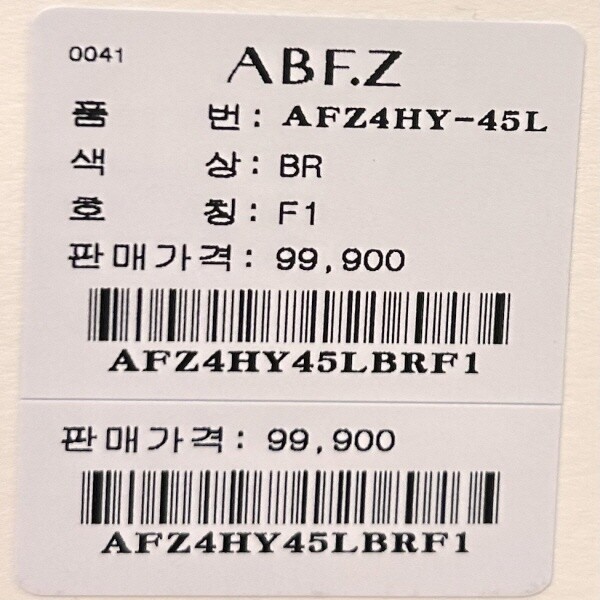 0041 ABF.Z
품 번: AFZ4HY-45L
색 상: BR
호 칭: F1
판매가격: 99,900
AFZ4HY45LBRF1
판매가격: 99,900
AFZ4HY45LBRF1